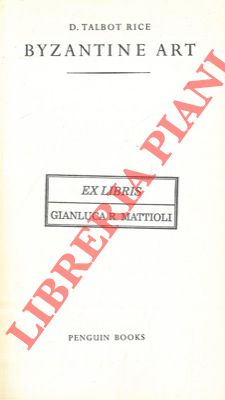 D. TALBOT RICE
BYZANTINE ART
EX LIBRIS
GIANLUCA R. MATTIOLI
LIBRERIA PIANI
PENGUIN BOOKS